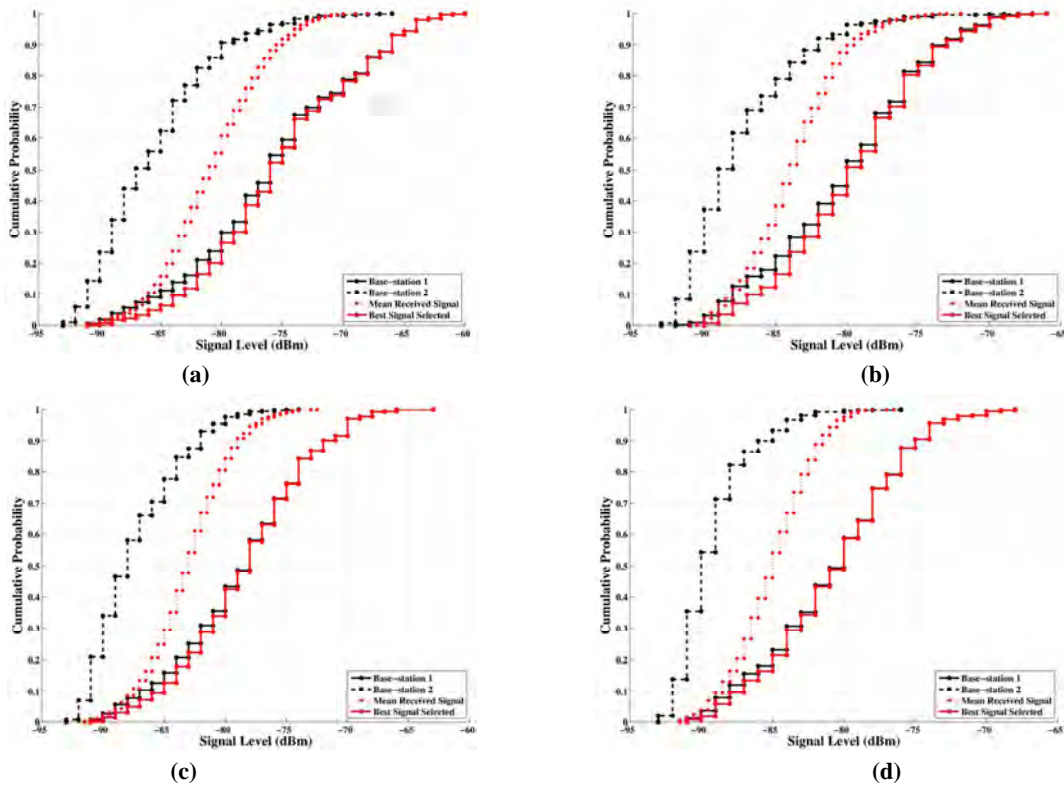 1
0.9
0.8
0.7
0.6
0.5
0.4
0.3
0.2
0.1
0
Cumulative Probability
−95 −90 −85 −80 −75 −70 −65 −60
Signal Level (dBm)
Base−station 1
Base−station 2
Mean Received Signal
Best Signal Selected
(a)
1
0.9
0.8
0.7
0.6
0.5
0.4
0.3
0.2
0.1
0
Cumulative Probability
−95 −90 −85 −80 −75 −70 −65
Signal Level (dBm)
Base−station 1
Base−station 2
Mean Received Signal
Best Signal Selected
(b)
1
0.9
0.8
0.7
0.6
0.5
0.4
0.3
0.2
0.1
0
Cumulative Probability
−95 −90 −85 −80 −75 −70 −65 −60
Signal Level (dBm)
Base−station 1
Base−station 2
Mean Received Signal
Best Signal Selected
(c)
1
0.9
0.8
0.7
0.6
0.5
0.4
0.3
0.2
0.1
0
Cumulative Probability
−95 −90 −85 −80 −75 −70 −65
Signal Level (dBm)
Base−station 1
Base−station 2
Mean Received Signal
Best Signal Selected
(d)